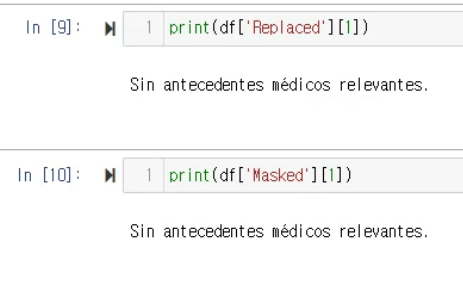 In [9]: 1 print(df['Replaced'][1])
Sin antecedentes médicos relevantes.
In [10]: 1 print(df['Masked'][1])
Sin antecedentes médicos relevantes.